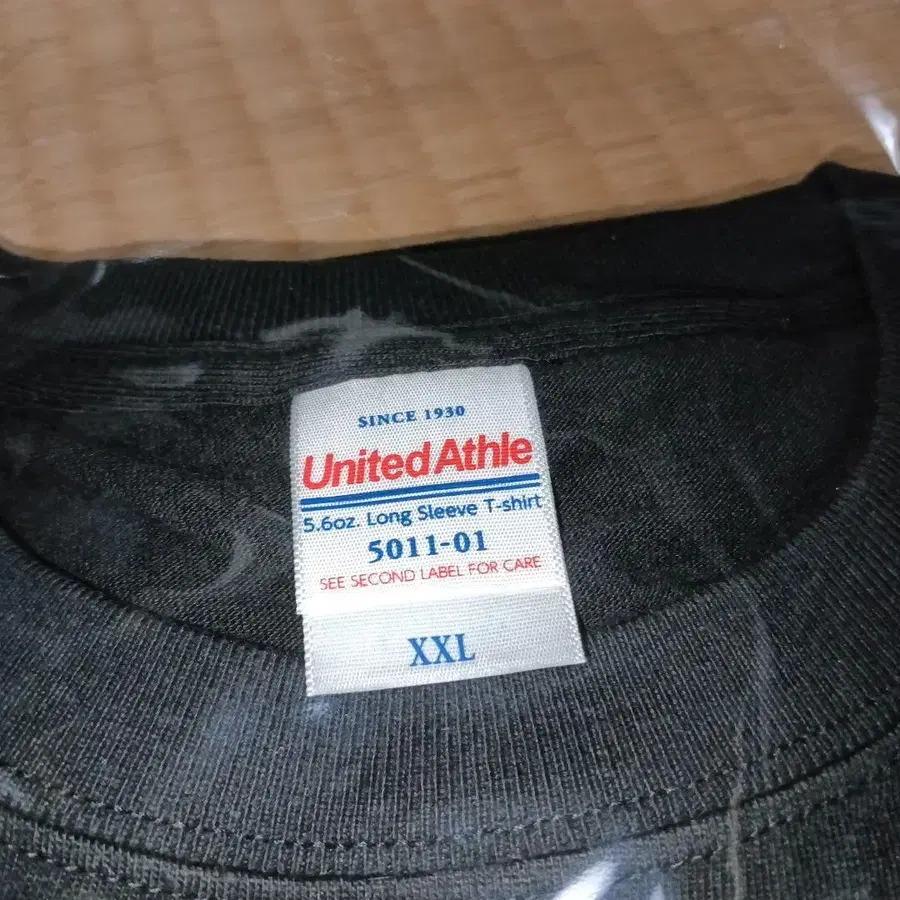 SINCE 1930
United Athle
5.6oz. Long Sleeve T-shirt
5011-01
SEE SECOND LABEL FOR CARE
XXL